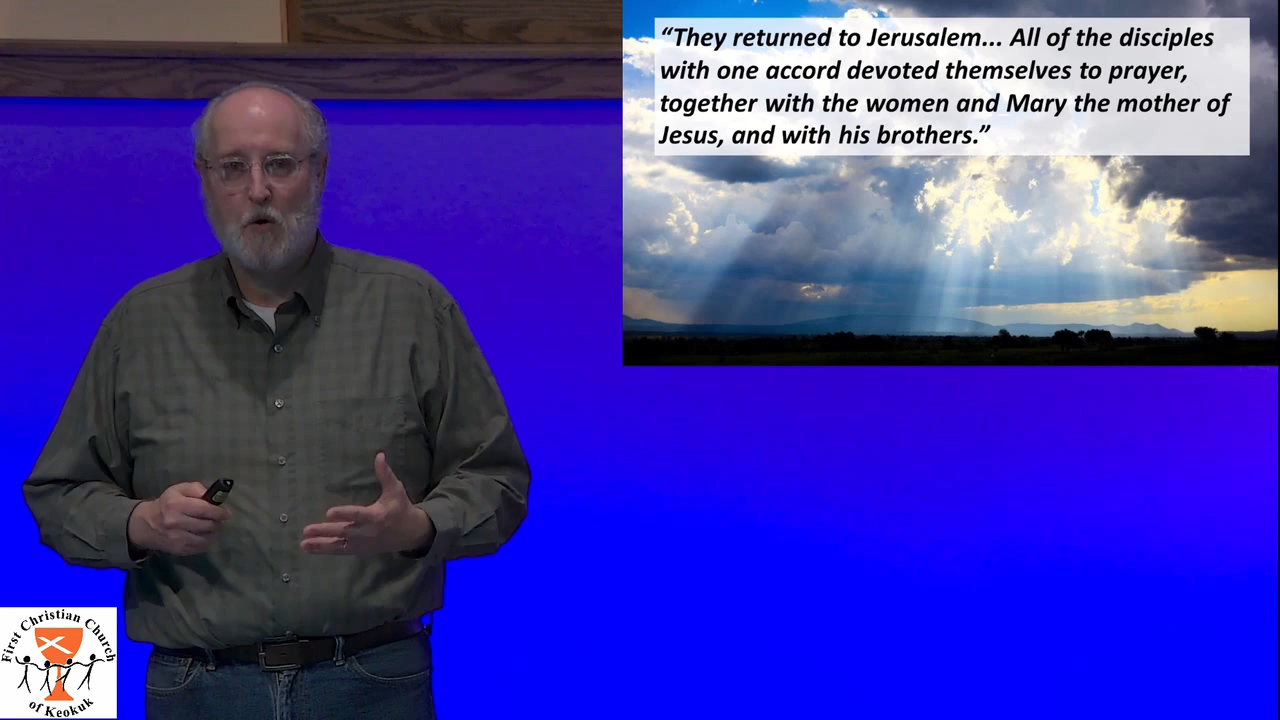 “They returned to Jerusalem... All of the disciples
with one accord devoted themselves to prayer,
together with the women and Mary the mother of
Jesus, and with his brothers.”
First Christian Church
of Keokuk